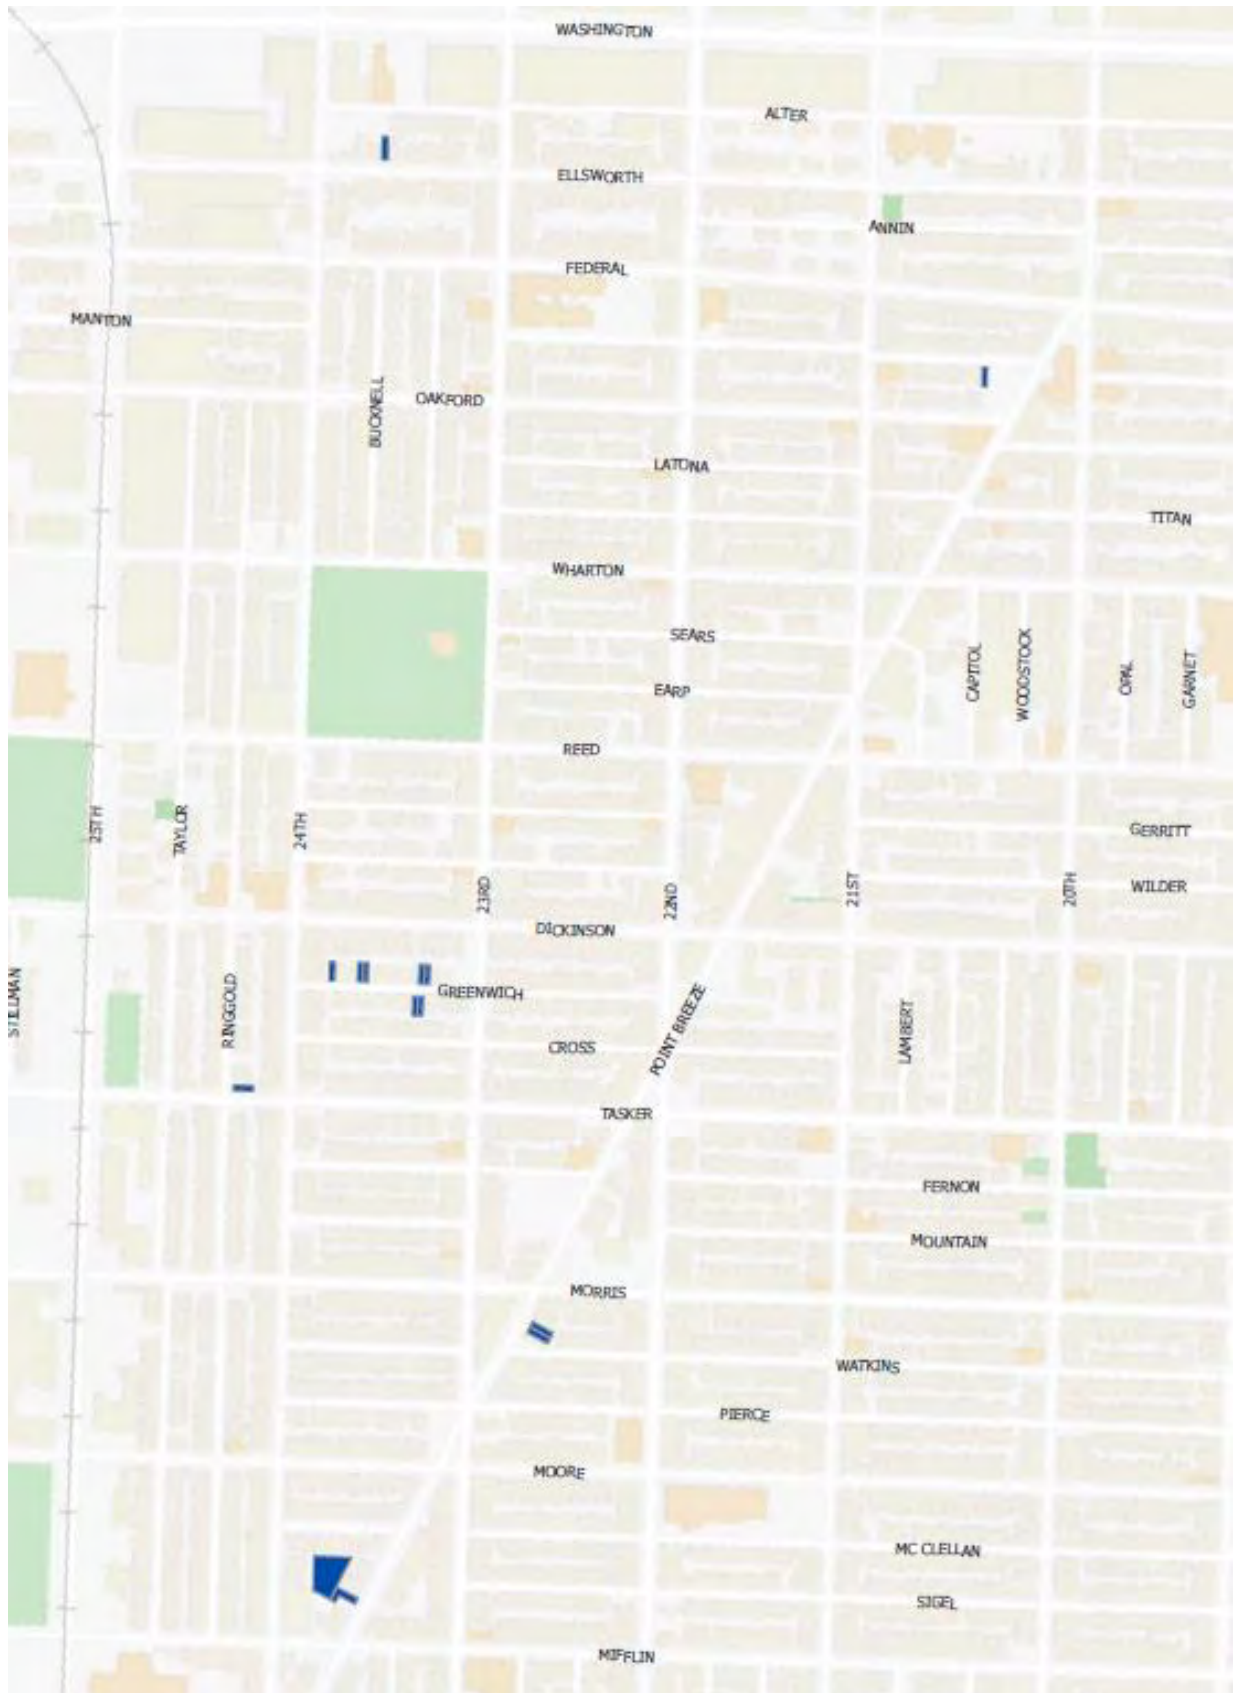 WASHINGTON
ALTER
ELLSWORTH
ANNIN
FEDERAL
MANTON
BUCKNELL
OAKFORD
LATONA
TITAN
WHARTON
SEARS
CAPITOL
WOODSTOCK
OPAL
GARNET
EARP
REED
25TH
TAYLOR
24TH
GERRITT
23RD
22ND
21ST
20TH
WILDER
DICKINSON
STILLMAN
RINGGOLD
GREENWICH
POINT BREEZE
LAMBERT
CROSS
TASKER
FERNON
MOUNTAIN
MORRIS
WATKINS
PIERCE
MOORE
MC CLELLAN
SIGEL
MIFFLIN